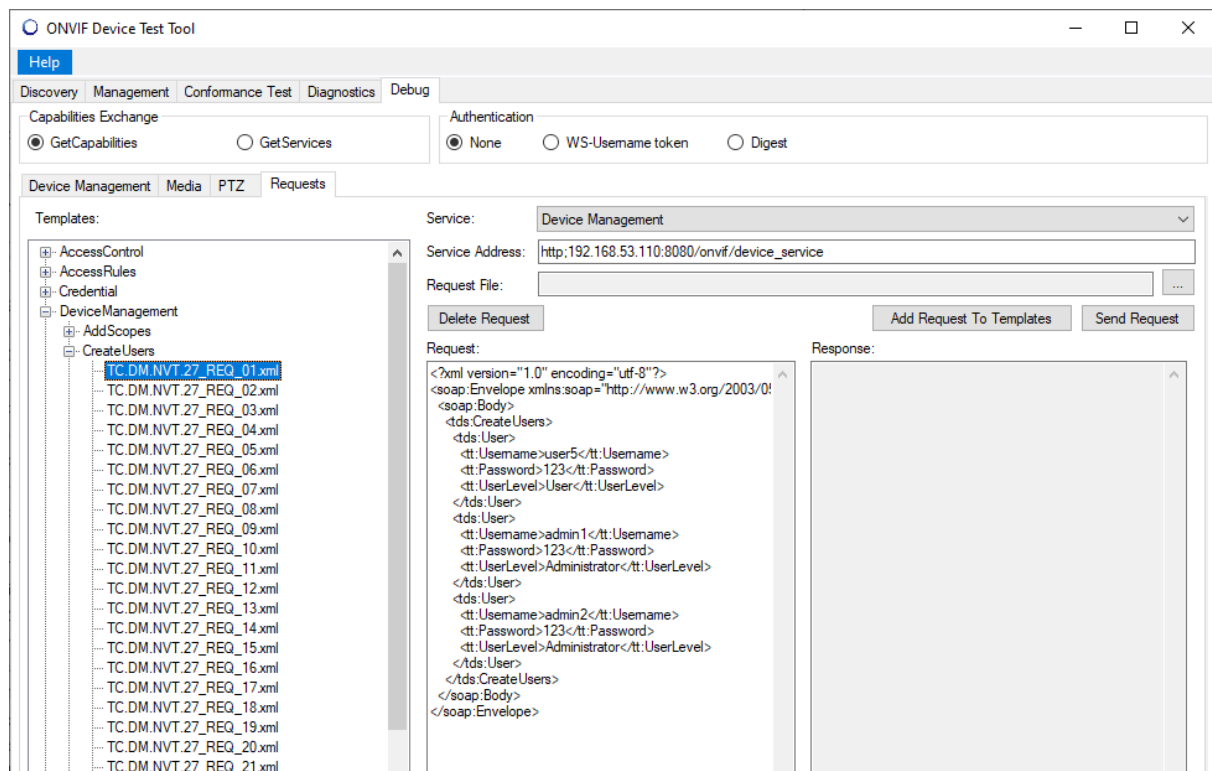 ONVIF Device Test Tool
Help
Discovery Management Conformance Test Diagnostics Debug
Capabilities Exchange
GetCapabilities GetServices
Authentication
None WS-Username token Digest
Device Management Media PTZ Requests
Templates:
AccessControl
AccessRules
Credential
DeviceManagement
AddScopes
CreateUsers
TC.DM.NVT.27_REQ_01.xml
TC.DM.NVT.27_REQ_02.xml
TC.DM.NVT.27_REQ_03.xml
TC.DM.NVT.27_REQ_04.xml
TC.DM.NVT.27_REQ_05.xml
TC.DM.NVT.27_REQ_06.xml
TC.DM.NVT.27_REQ_07.xml
TC.DM.NVT.27_REQ_08.xml
TC.DM.NVT.27_REQ_09.xml
TC.DM.NVT.27_REQ_10.xml
TC.DM.NVT.27_REQ_11.xml
TC.DM.NVT.27_REQ_12.xml
TC.DM.NVT.27_REQ_13.xml
TC.DM.NVT.27_REQ_14.xml
TC.DM.NVT.27_REQ_15.xml
TC.DM.NVT.27_REQ_16.xml
TC.DM.NVT.27_REQ_17.xml
TC.DM.NVT.27_REQ_18.xml
TC.DM.NVT.27_REQ_19.xml
TC.DM.NVT.27_REQ_20.xml
TC.DM.NVT.27_REQ_21.xml
Service: Device Management
Service Address: http;192.168.53.110:8080/onvif/device_service
Request File: ...
Delete Request Add Request To Templates Send Request
Request:
<?xml version="1.0" encoding="utf-8"?>
<soap:Envelope xmlns:soap="http://www.w3.org/2003/05
<soap:Body>
<tds:CreateUsers>
<tds:User>
<tt:Username>user5</tt:Username>
<tt:Password>123</tt:Password>
<tt:UserLevel>User</tt:UserLevel>
</tds:User>
<tds:User>
<tt:Username>admin1</tt:Username>
<tt:Password>123</tt:Password>
<tt:UserLevel>Administrator</tt:UserLevel>
</tds:User>
<tds:User>
<tt:Username>admin2</tt:Username>
<tt:Password>123</tt:Password>
<tt:UserLevel>Administrator</tt:UserLevel>
</tds:User>
</tds:CreateUsers>
</soap:Body>
</soap:Envelope>
Response: